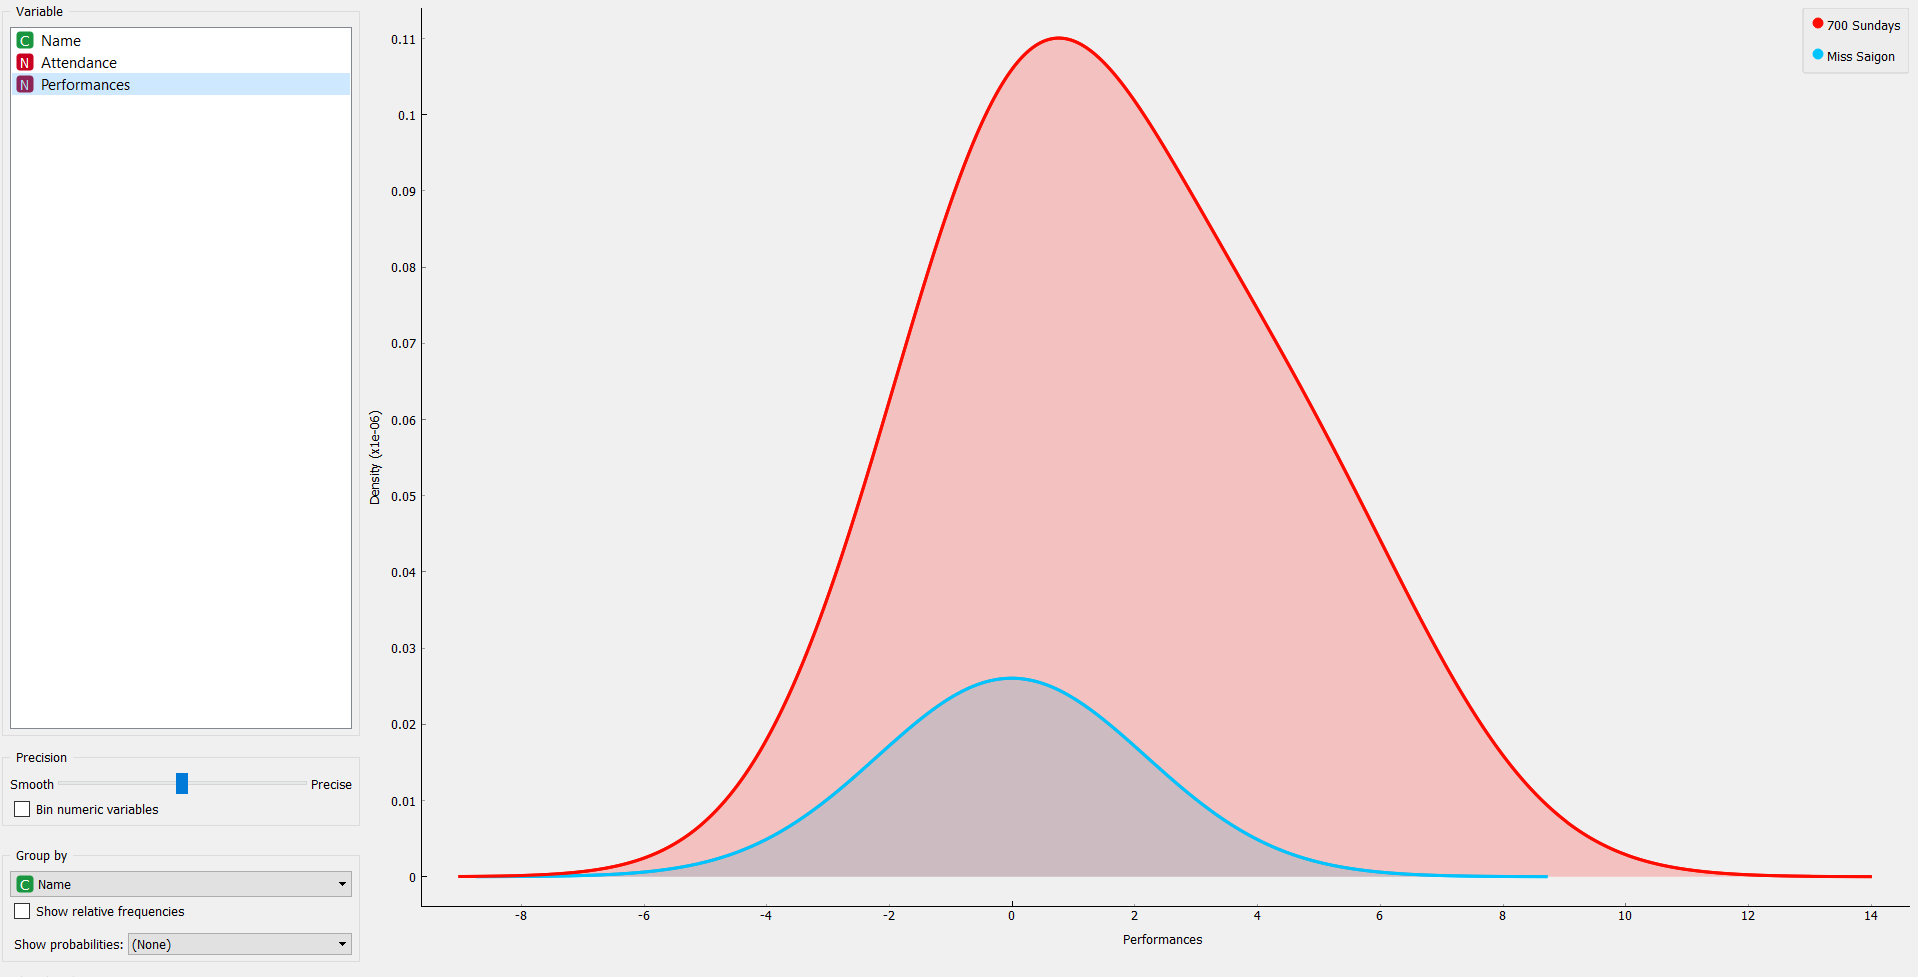 Variable
C Name
N Attendance
N Performances
Precision
Smooth Precise
Bin numeric variables
Group by
C Name
Show relative frequencies
Show probabilities: (None)
Density (x1e-06)
0.11
0.1
0.09
0.08
0.07
0.06
0.05
0.04
0.03
0.02
0.01
0
-8 -6 -4 -2 0 2 4 6 8 10 12 14
Performances
700 Sundays
Miss Saigon